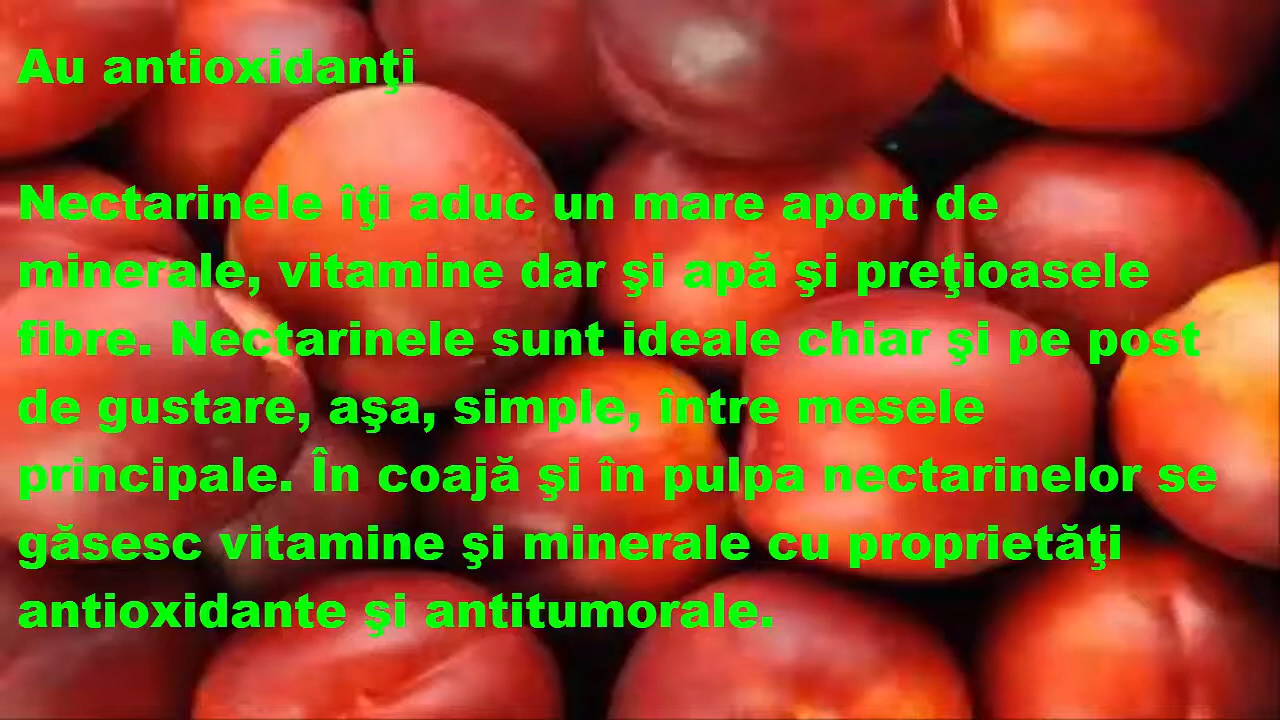 Au antioxidanţi
Nectarinele îţi aduc un mare aport de
minerale, vitamine dar şi apă şi preţioasele
fibre. Nectarinele sunt ideale chiar şi pe post
de gustare, aşa, simple, între mesele
principale. În coajă şi în pulpa nectarinelor se
găsesc vitamine şi minerale cu proprietăţi
antioxidante şi antitumorale.